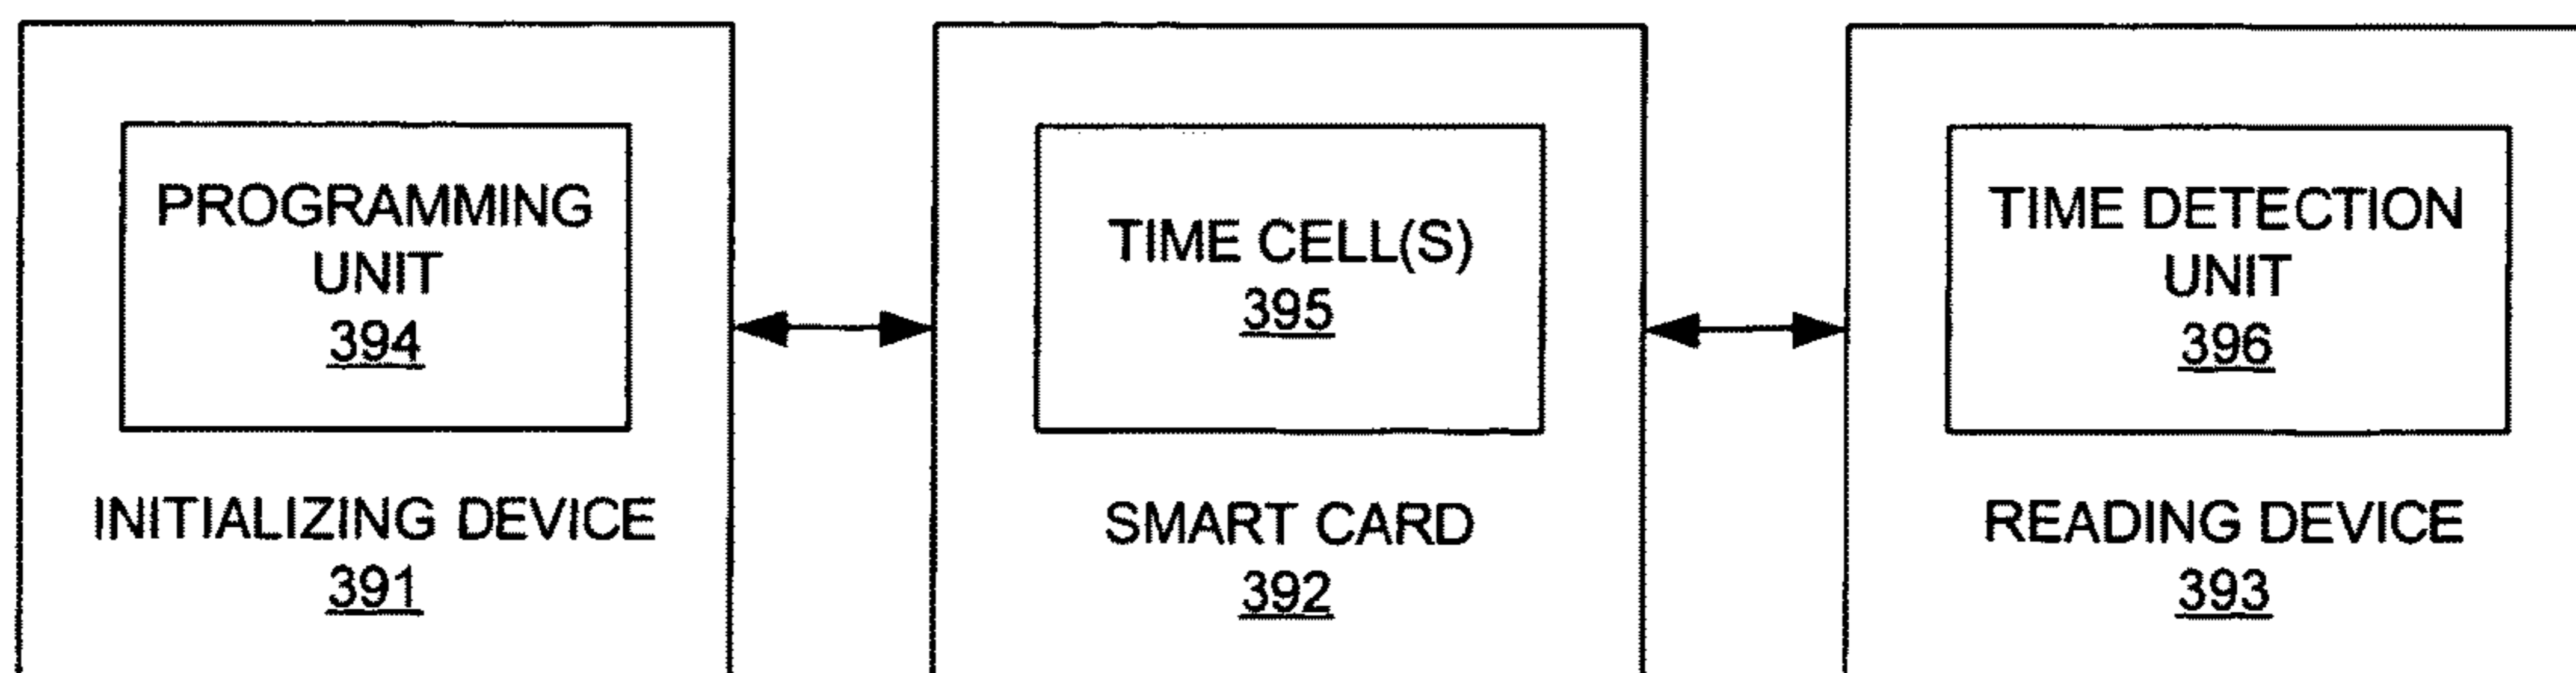 PROGRAMMING
UNIT
394
INITIALIZING DEVICE
391
TIME CELL(S)
395
SMART CARD
392
TIME DETECTION
UNIT
396
READING DEVICE
393